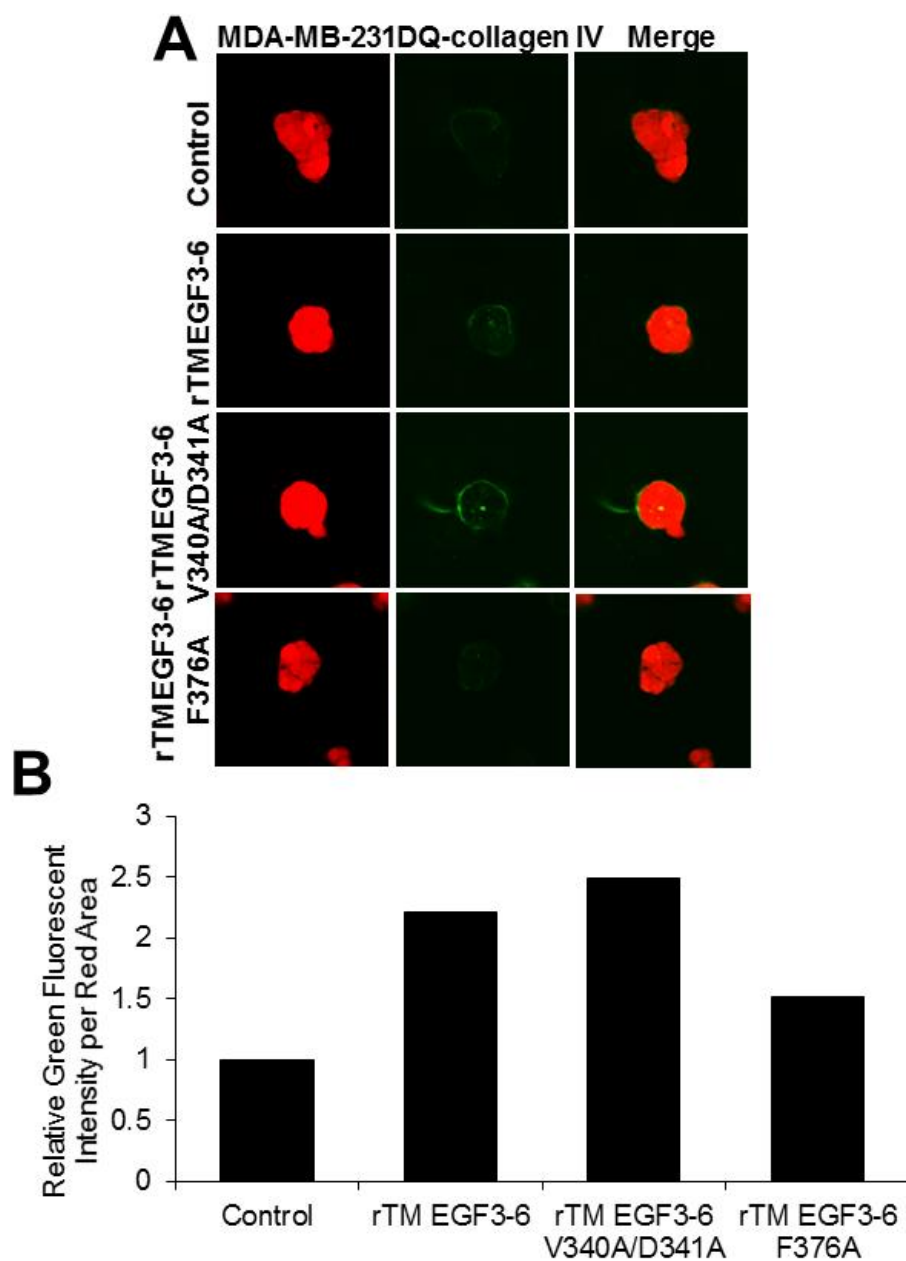 A
MDA-MB-231DQ-collagen IV Merge
Control
rTMEGF3-6
rTMEGF3-6
V340A/D341A
rTMEGF3-6
F376A
B
Relative Green Fluorescent
Intensity per Red Area
3
2.5
2
1.5
1
0.5
0
Control
rTM EGF3-6
rTM EGF3-6
V340A/D341A
rTM EGF3-6
F376A